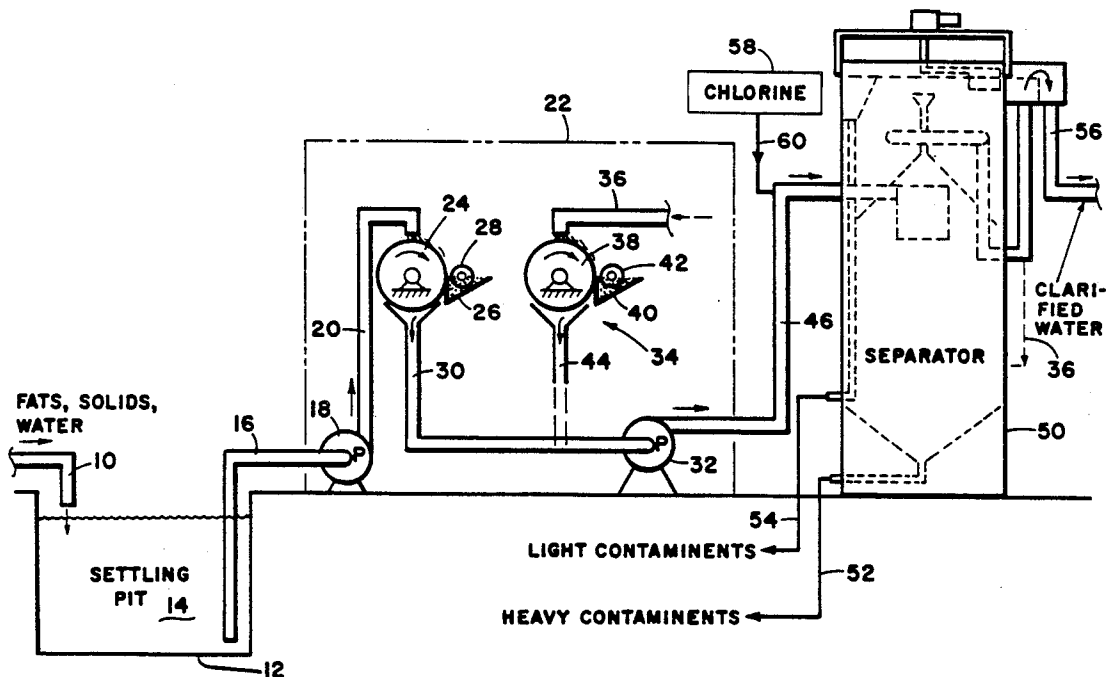 58
CHLORINE
22
60
56
36
24
28
38
42
26
40
20
46
34
30
44
CLARI-
FIED
WATER
SEPARATOR
36
FATS, SOLIDS,
WATER
18
16
10
P
P
32
50
54
LIGHT CONTAMINENTS
52
SETTLING
PIT 14
HEAVY CONTAMINENTS
12